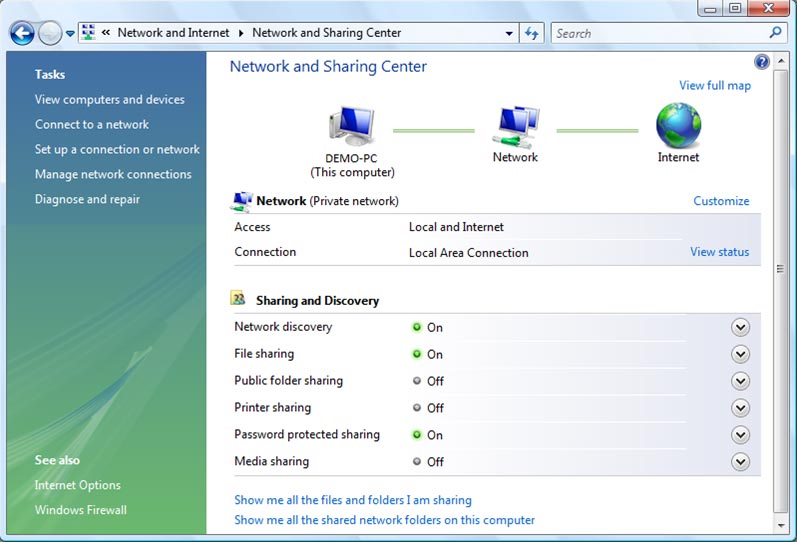 « Network and Internet ▸ Network and Sharing Center
Search
Tasks
View computers and devices
Connect to a network
Set up a connection or network
Manage network connections
Diagnose and repair
See also
Internet Options
Windows Firewall
Network and Sharing Center
View full map
DEMO-PC
(This computer)
Network
Internet
Network (Private network)
Customize
Access Local and Internet
Connection Local Area Connection View status
Sharing and Discovery
Network discovery On
File sharing On
Public folder sharing Off
Printer sharing Off
Password protected sharing On
Media sharing Off
Show me all the files and folders I am sharing
Show me all the shared network folders on this computer